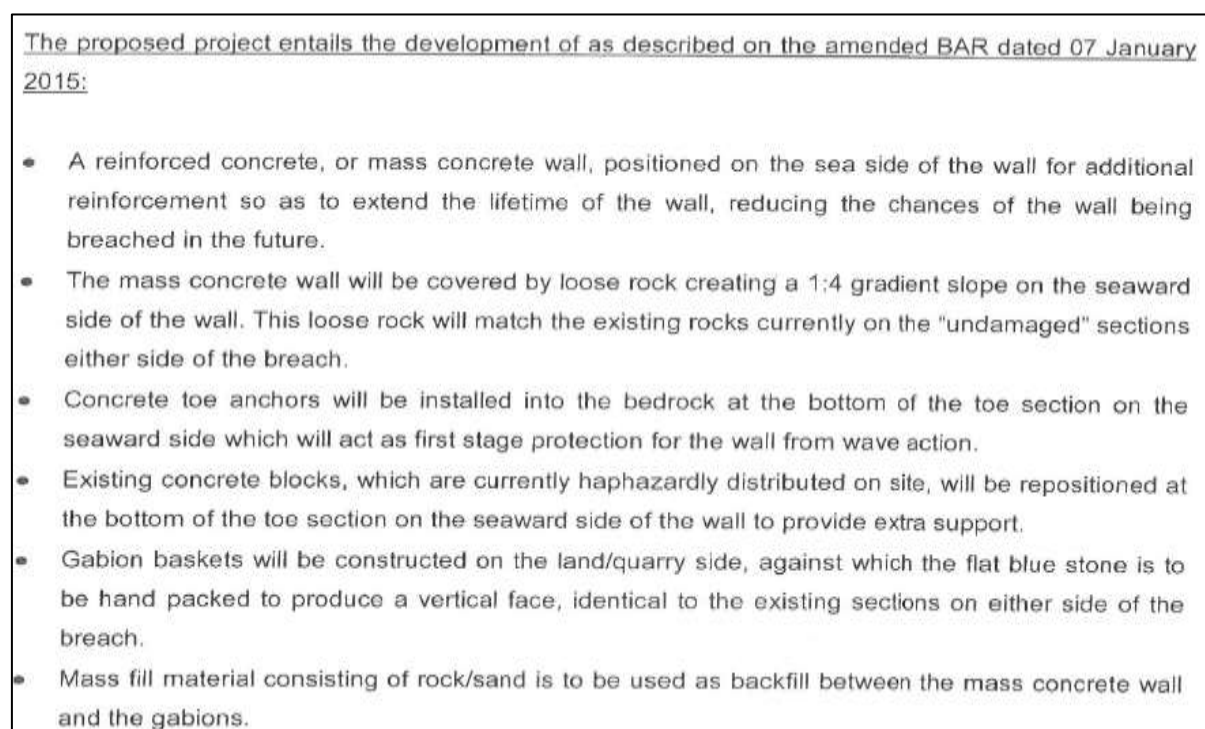 The proposed project entails the development of as described on the amended BAR dated 07 January
2015:
• A reinforced concrete, or mass concrete wall, positioned on the sea side of the wall for additional
reinforcement so as to extend the lifetime of the wall, reducing the chances of the wall being
breached in the future.
• The mass concrete wall will be covered by loose rock creating a 1:4 gradient slope on the seaward
side of the wall. This loose rock will match the existing rocks currently on the "undamaged" sections
either side of the breach.
• Concrete toe anchors will be installed into the bedrock at the bottom of the toe section on the
seaward side which will act as first stage protection for the wall from wave action.
• Existing concrete blocks, which are currently haphazardly distributed on site, will be repositioned at
the bottom of the toe section on the seaward side of the wall to provide extra support.
• Gabion baskets will be constructed on the land/quarry side, against which the flat blue stone is to
be hand packed to produce a vertical face, identical to the existing sections on either side of the
breach.
• Mass fill material consisting of rock/sand is to be used as backfill between the mass concrete wall
and the gabions.